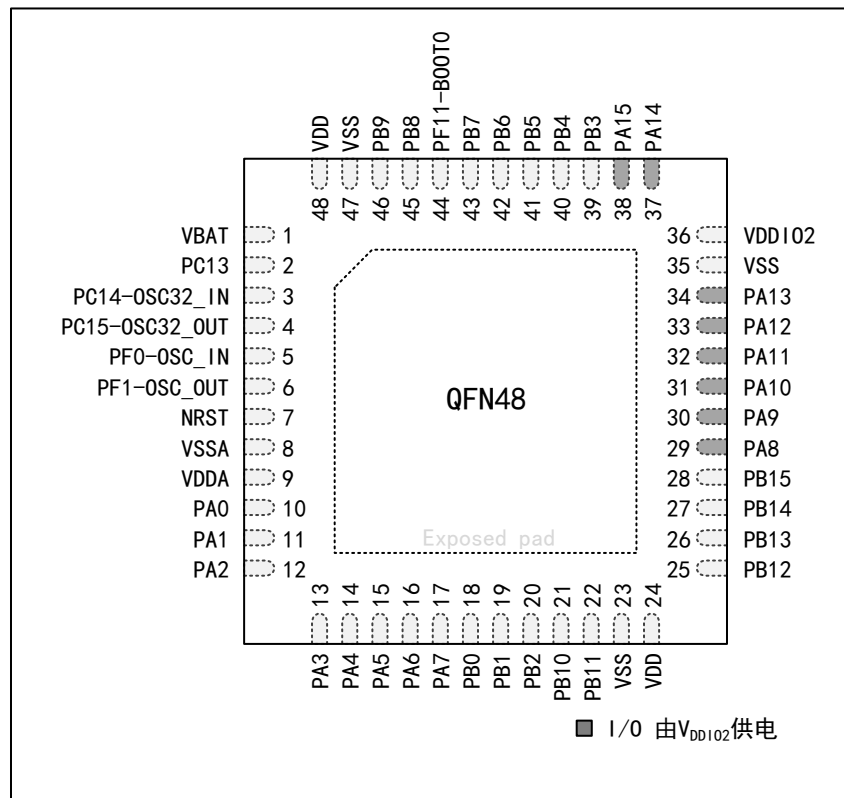 VDD
VSS
PB9
PB8
PF11-BOOT0
PB7
PB6
PB5
PB4
PB3
PA15
PA14
48
47
46
45
44
43
42
41
40
39
38
37
VBAT 1
PC13 2
PC14-OSC32_IN 3
PC15-OSC32_OUT 4
PF0-OSC_IN 5
PF1-OSC_OUT 6
NRST 7
VSSA 8
VDDA 9
PA0 10
PA1 11
PA2 12
QFN48
Exposed pad
36 VDDIO2
35 VSS
34 PA13
33 PA12
32 PA11
31 PA10
30 PA9
29 PA8
28 PB15
27 PB14
26 PB13
25 PB12
13
14
15
16
17
18
19
20
21
22
23
24
PA3
PA4
PA5
PA6
PA7
PB0
PB1
PB2
PB10
PB11
VSS
VDD
I/O 由VDDIO2供电